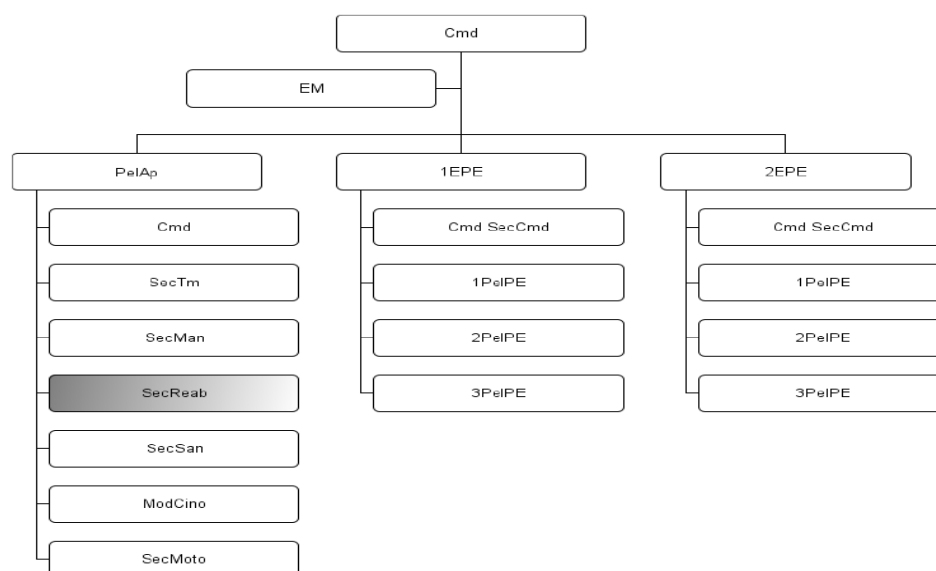 Cmd
EM
PelAp
1EPE
2EPE
Cmd
Cmd SecCmd
Cmd SecCmd
SecTm
1PelPE
1PelPE
SecMan
2PelPE
2PelPE
SecReab
3PelPE
3PelPE
SecSan
ModCino
SecMoto